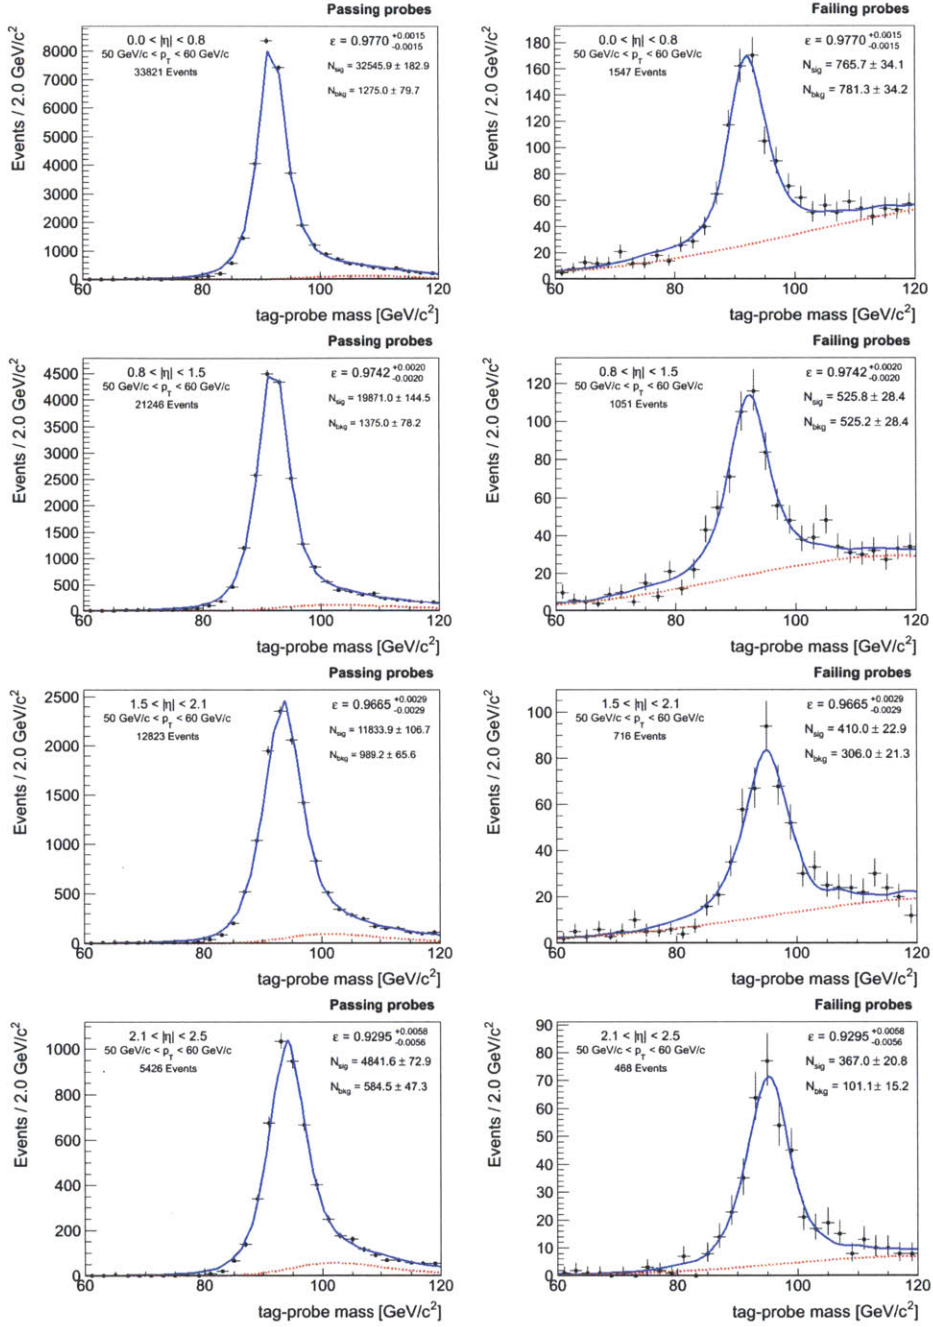 Passing probes
0.0 < |η| < 0.8
50 GeV/c < p_T < 60 GeV/c
33821 Events
ε = 0.9770 +0.0015 -0.0015
N_sig = 32545.9 ± 182.9
N_bkg = 1275.0 ± 79.7
Events / 2.0 GeV/c²
8000
7000
6000
5000
4000
3000
2000
1000
0
60 80 100 120
tag-probe mass [GeV/c²]
Failing probes
0.0 < |η| < 0.8
50 GeV/c < p_T < 60 GeV/c
1547 Events
ε = 0.9770 +0.0015 -0.0015
N_sig = 765.7 ± 34.1
N_bkg = 781.3 ± 34.2
Events / 2.0 GeV/c²
180
160
140
120
100
80
60
40
20
0
60 80 100 120
tag-probe mass [GeV/c²]
Passing probes
0.8 < |η| < 1.5
50 GeV/c < p_T < 60 GeV/c
21246 Events
ε = 0.9742 +0.0020 -0.0020
N_sig = 19871.0 ± 144.5
N_bkg = 1375.0 ± 78.2
Events / 2.0 GeV/c²
4500
4000
3500
3000
2500
2000
1500
1000
500
0
60 80 100 120
tag-probe mass [GeV/c²]
Failing probes
0.8 < |η| < 1.5
50 GeV/c < p_T < 60 GeV/c
1051 Events
ε = 0.9742 +0.0020 -0.0020
N_sig = 525.8 ± 28.4
N_bkg = 525.2 ± 28.4
Events / 2.0 GeV/c²
120
100
80
60
40
20
0
60 80 100 120
tag-probe mass [GeV/c²]
Passing probes
1.5 < |η| < 2.1
50 GeV/c < p_T < 60 GeV/c
12823 Events
ε = 0.9665 +0.0029 -0.0029
N_sig = 11833.9 ± 106.7
N_bkg = 989.2 ± 65.6
Events / 2.0 GeV/c²
2500
2000
1500
1000
500
0
60 80 100 120
tag-probe mass [GeV/c²]
Failing probes
1.5 < |η| < 2.1
50 GeV/c < p_T < 60 GeV/c
716 Events
ε = 0.9665 +0.0029 -0.0029
N_sig = 410.0 ± 22.9
N_bkg = 306.0 ± 21.3
Events / 2.0 GeV/c²
100
80
60
40
20
0
60 80 100 120
tag-probe mass [GeV/c²]
Passing probes
2.1 < |η| < 2.5
50 GeV/c < p_T < 60 GeV/c
5426 Events
ε = 0.9295 +0.0058 -0.0056
N_sig = 4841.6 ± 72.9
N_bkg = 584.5 ± 47.3
Events / 2.0 GeV/c²
1000
800
600
400
200
0
60 80 100 120
tag-probe mass [GeV/c²]
Failing probes
2.1 < |η| < 2.5
50 GeV/c < p_T < 60 GeV/c
468 Events
ε = 0.9295 +0.0058 -0.0056
N_sig = 367.0 ± 20.8
N_bkg = 101.1 ± 15.2
Events / 2.0 GeV/c²
90
80
70
60
50
40
30
20
10
0
60 80 100 120
tag-probe mass [GeV/c²]